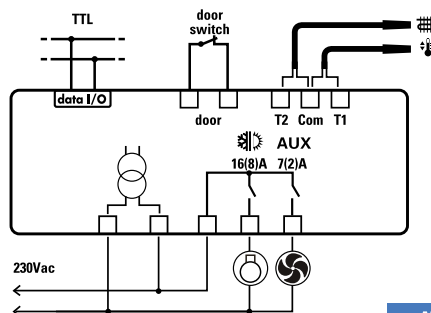 TTL
door
switch
data I/O
door
T2 Com T1
AUX
16(8)A 7(2)A
230Vac